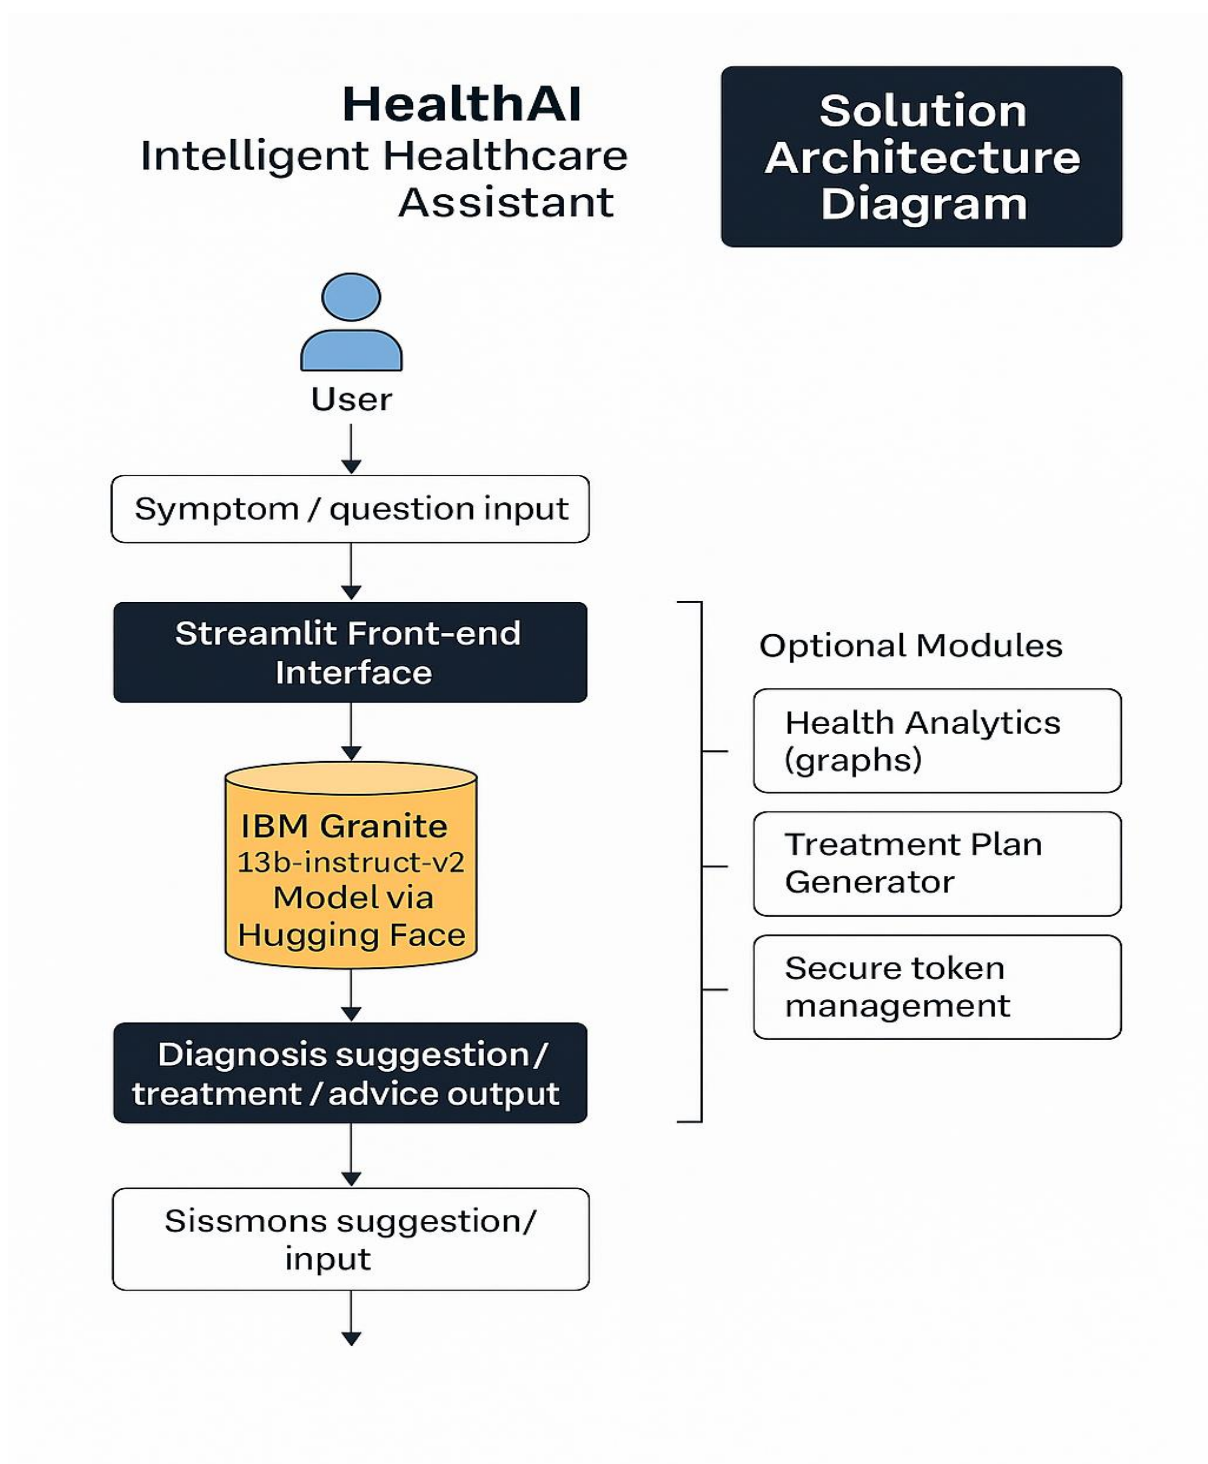 HealthAI
Intelligent Healthcare
Assistant
Solution
Architecture
Diagram
User
Symptom / question input
Streamlit Front-end
Interface
IBM Granite
13b-instruct-v2
Model via
Hugging Face
Diagnosis suggestion/
treatment / advice output
Sissmons suggestion/
input
Optional Modules
Health Analytics
(graphs)
Treatment Plan
Generator
Secure token
management